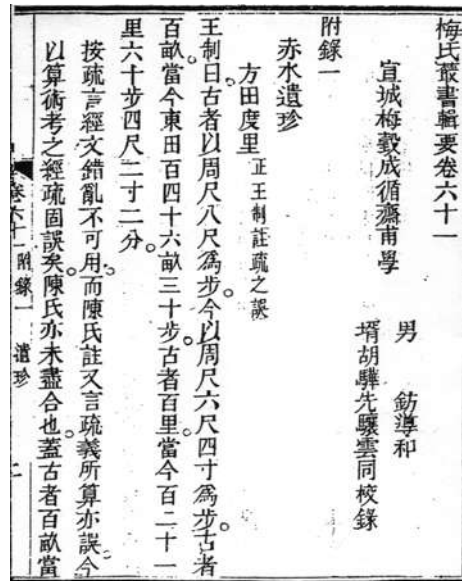 梅氏叢書輯要卷六十一
宣城梅瑴成循齋甫學
男 鈖導和
壻胡驊先驤雲同校錄
附錄一
赤水遺珍
方田度里正王制註疏之誤
王制曰古者以周尺八尺爲步今以周尺六尺四寸爲步古者
百畝當今東田百四十六畝三十步古者百里當今百二十一
里六十步四尺二寸二分
按疏言經文錯亂不可用而陳氏註又言疏義所算亦誤今
以算術考之經疏固誤矣陳氏亦未盡合也蓋古者百畝當
卷六十一附錄一 遺珍